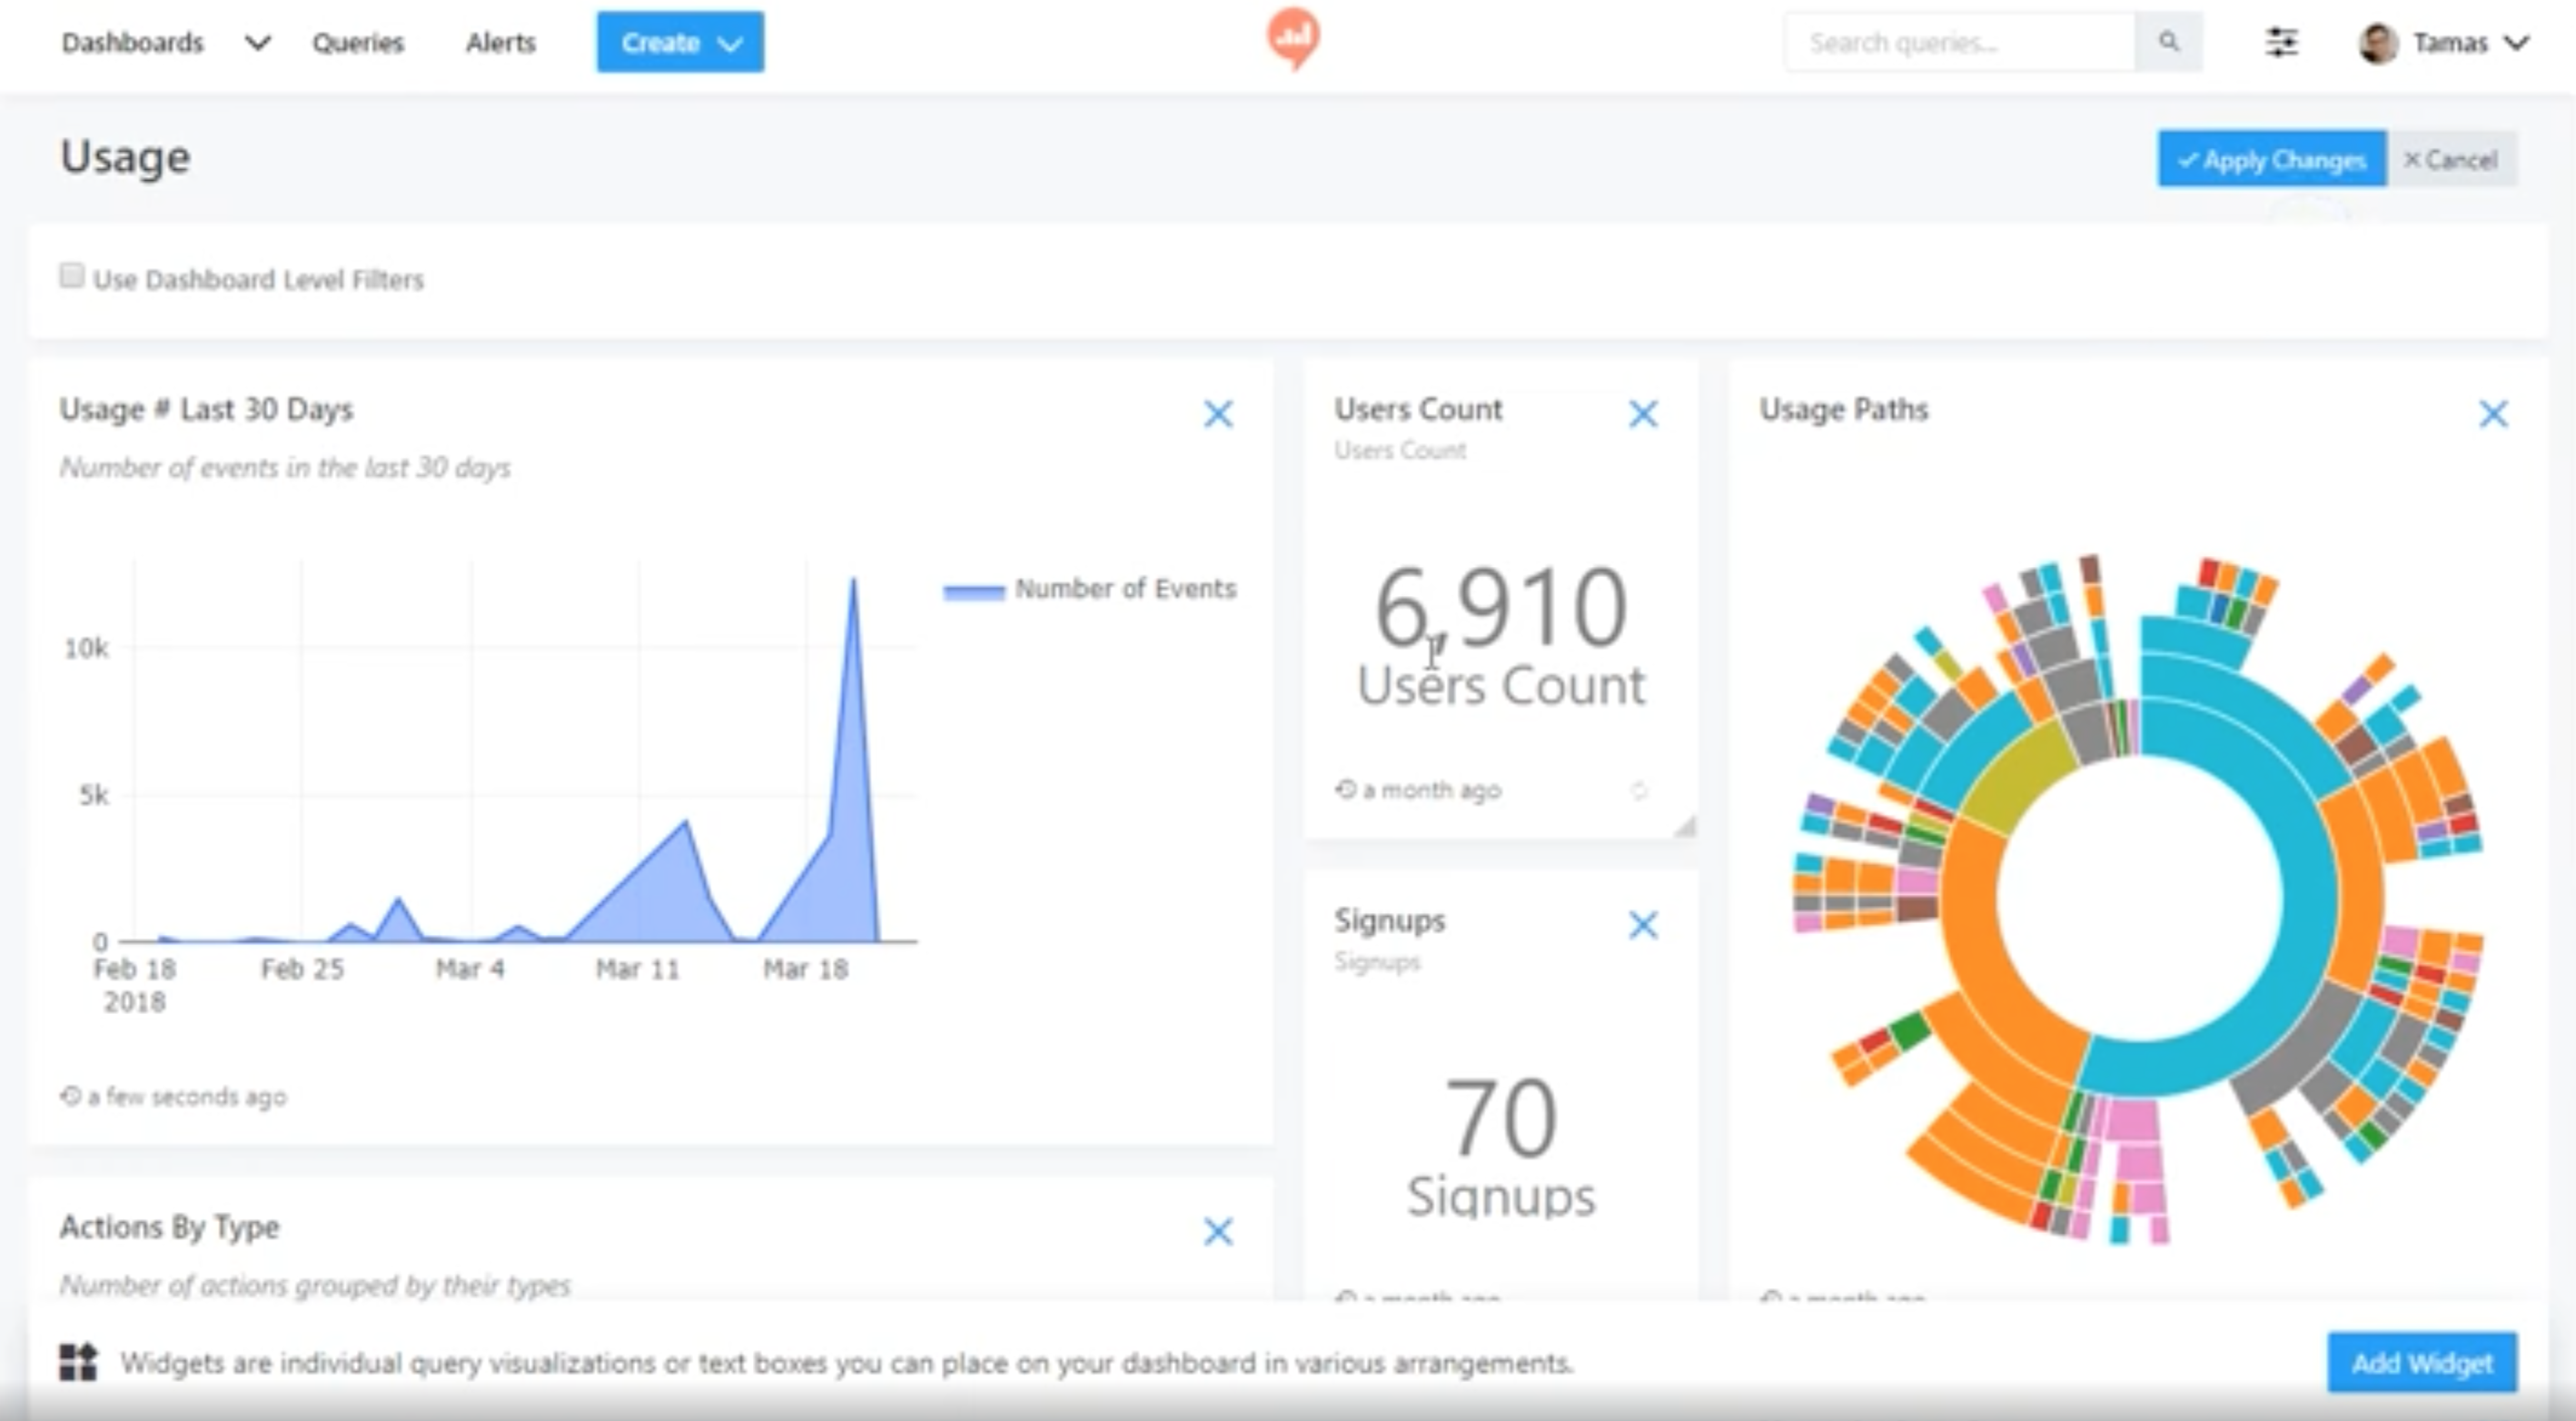 Dashboards Queries Alerts Create Search queries... Tamas
Usage
Apply Changes Cancel
Use Dashboard Level Filters
Usage # Last 30 Days
Number of events in the last 30 days
Number of Events
10k
5k
0
Feb 18 Feb 25 Mar 4 Mar 11 Mar 18
2018
a few seconds ago
Users Count
Users Count
6,910
Users Count
a month ago
Usage Paths
Signups
Signups
70
Signups
a month ago
a month ago
Actions By Type
Number of actions grouped by their types
Widgets are individual query visualizations or text boxes you can place on your dashboard in various arrangements.
Add Widget